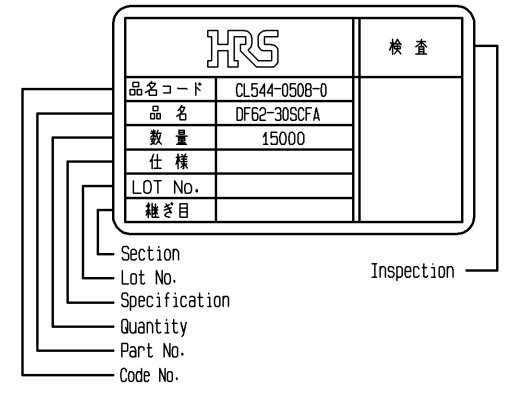 HRS
検 査
品名コード CL544-0508-0
品 名 DF62-30SCFA
数 量 15000
仕 様
LOT No.
継ぎ目
Section
Lot No.
Inspection
Specification
Quantity
Part No.
Code No.